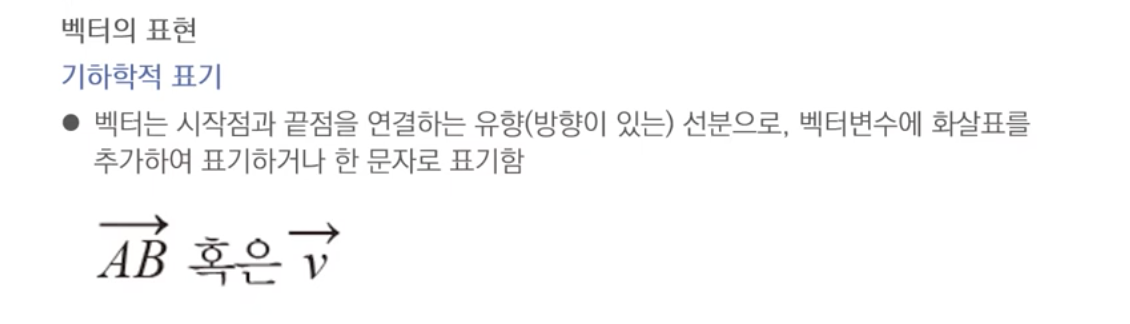 벡터의 표현
기하학적 표기
● 벡터는 시작점과 끝점을 연결하는 유향(방향이 있는) 선분으로, 벡터변수에 화살표를
추가하여 표기하거나 한 문자로 표기함
$\overrightarrow{AB}$ 혹은 $\overrightarrow{v}$